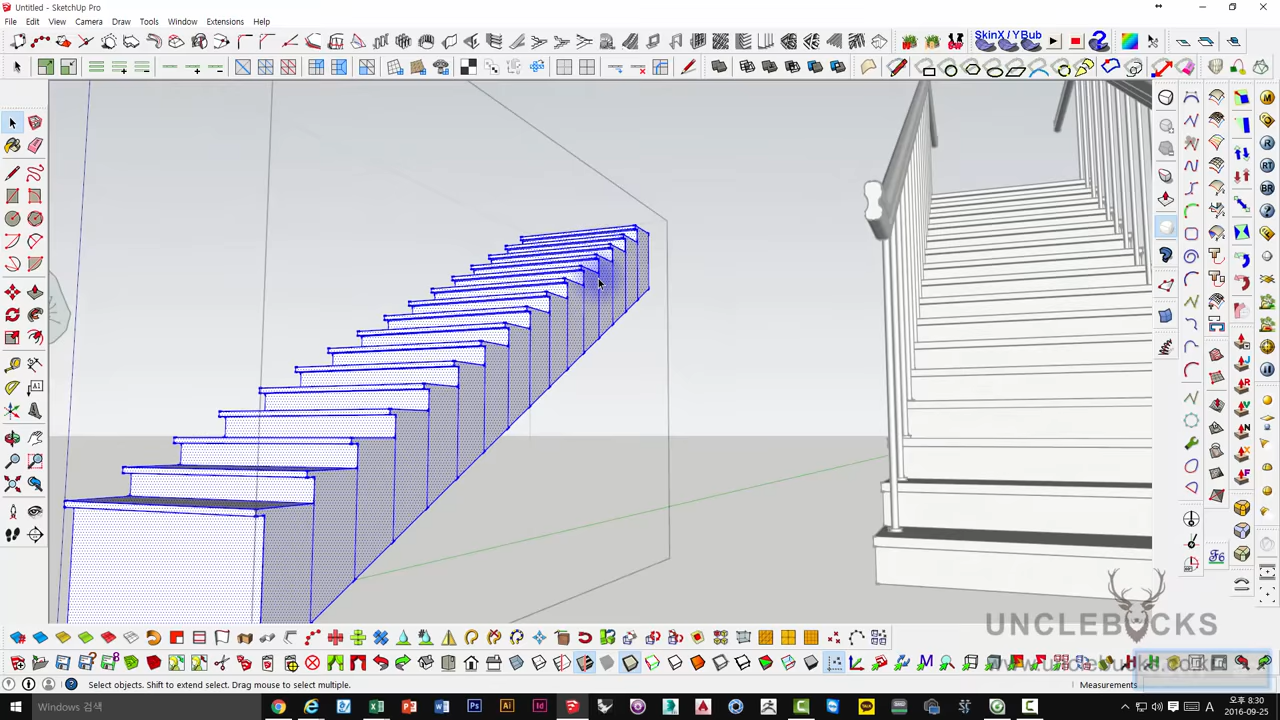 Untitled - SketchUp Pro
File Edit View Camera Draw Tools Window Extensions Help
SkinX / YBub
UNCLEBUCKS
Select objects. Shift to extend select. Drag mouse to select multiple.
Measurements
Windows 검색
A 오후 8:30
2016-09-25